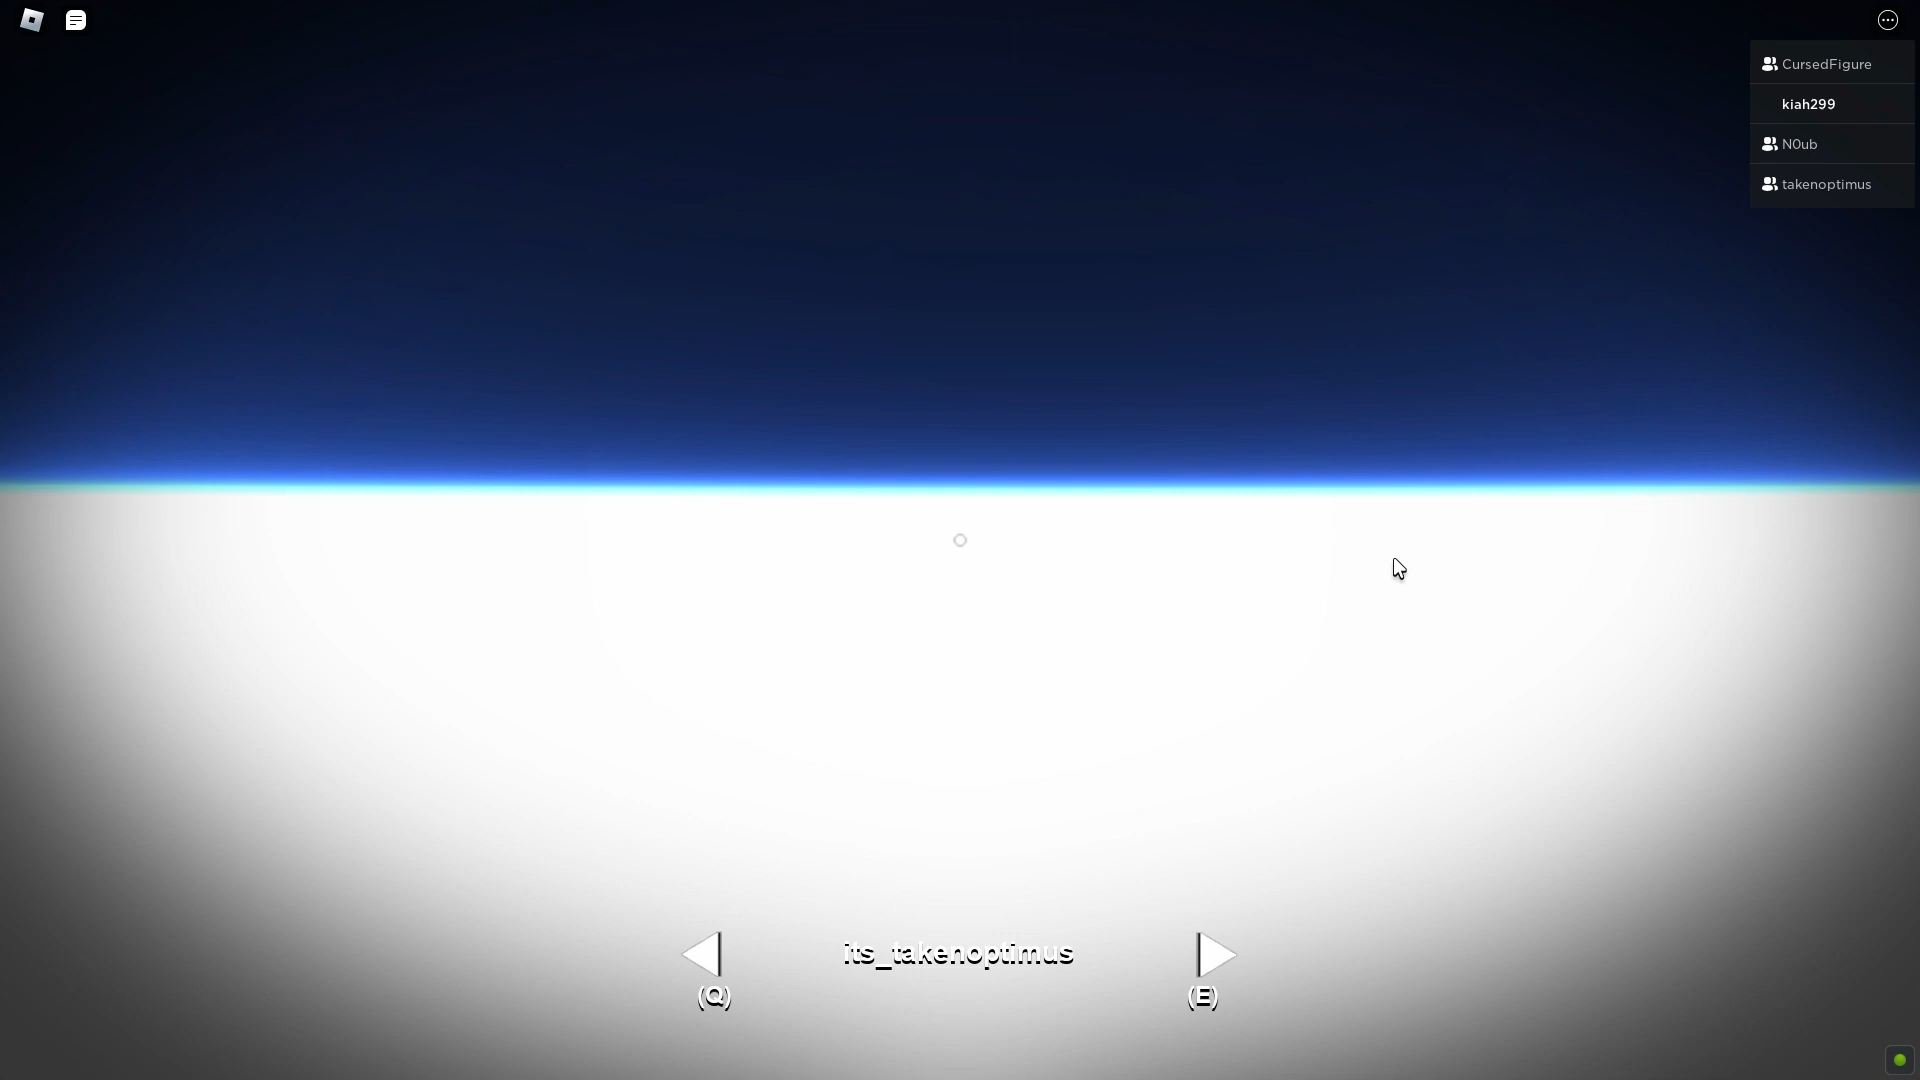 CursedFigure
kiah299
N0ub
takenoptimus
its_takenoptimus
(Q)
(E)